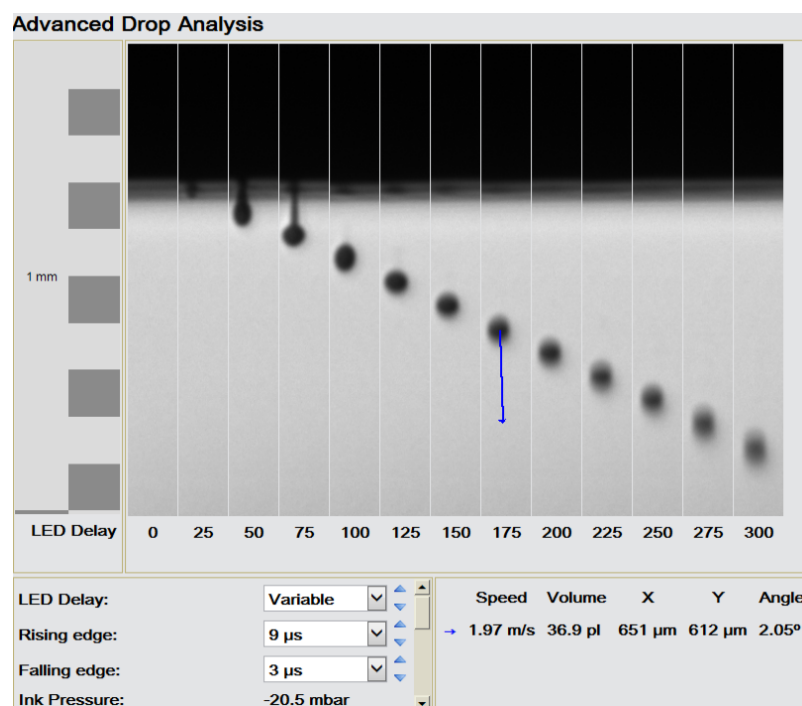 Advanced Drop Analysis
1 mm
LED Delay 0 25 50 75 100 125 150 175 200 225 250 275 300
LED Delay: Variable
Rising edge: 9 µs
Falling edge: 3 µs
Ink Pressure: -20.5 mbar
Speed Volume X Y Angle
→ 1.97 m/s 36.9 pl 651 µm 612 µm 2.05º